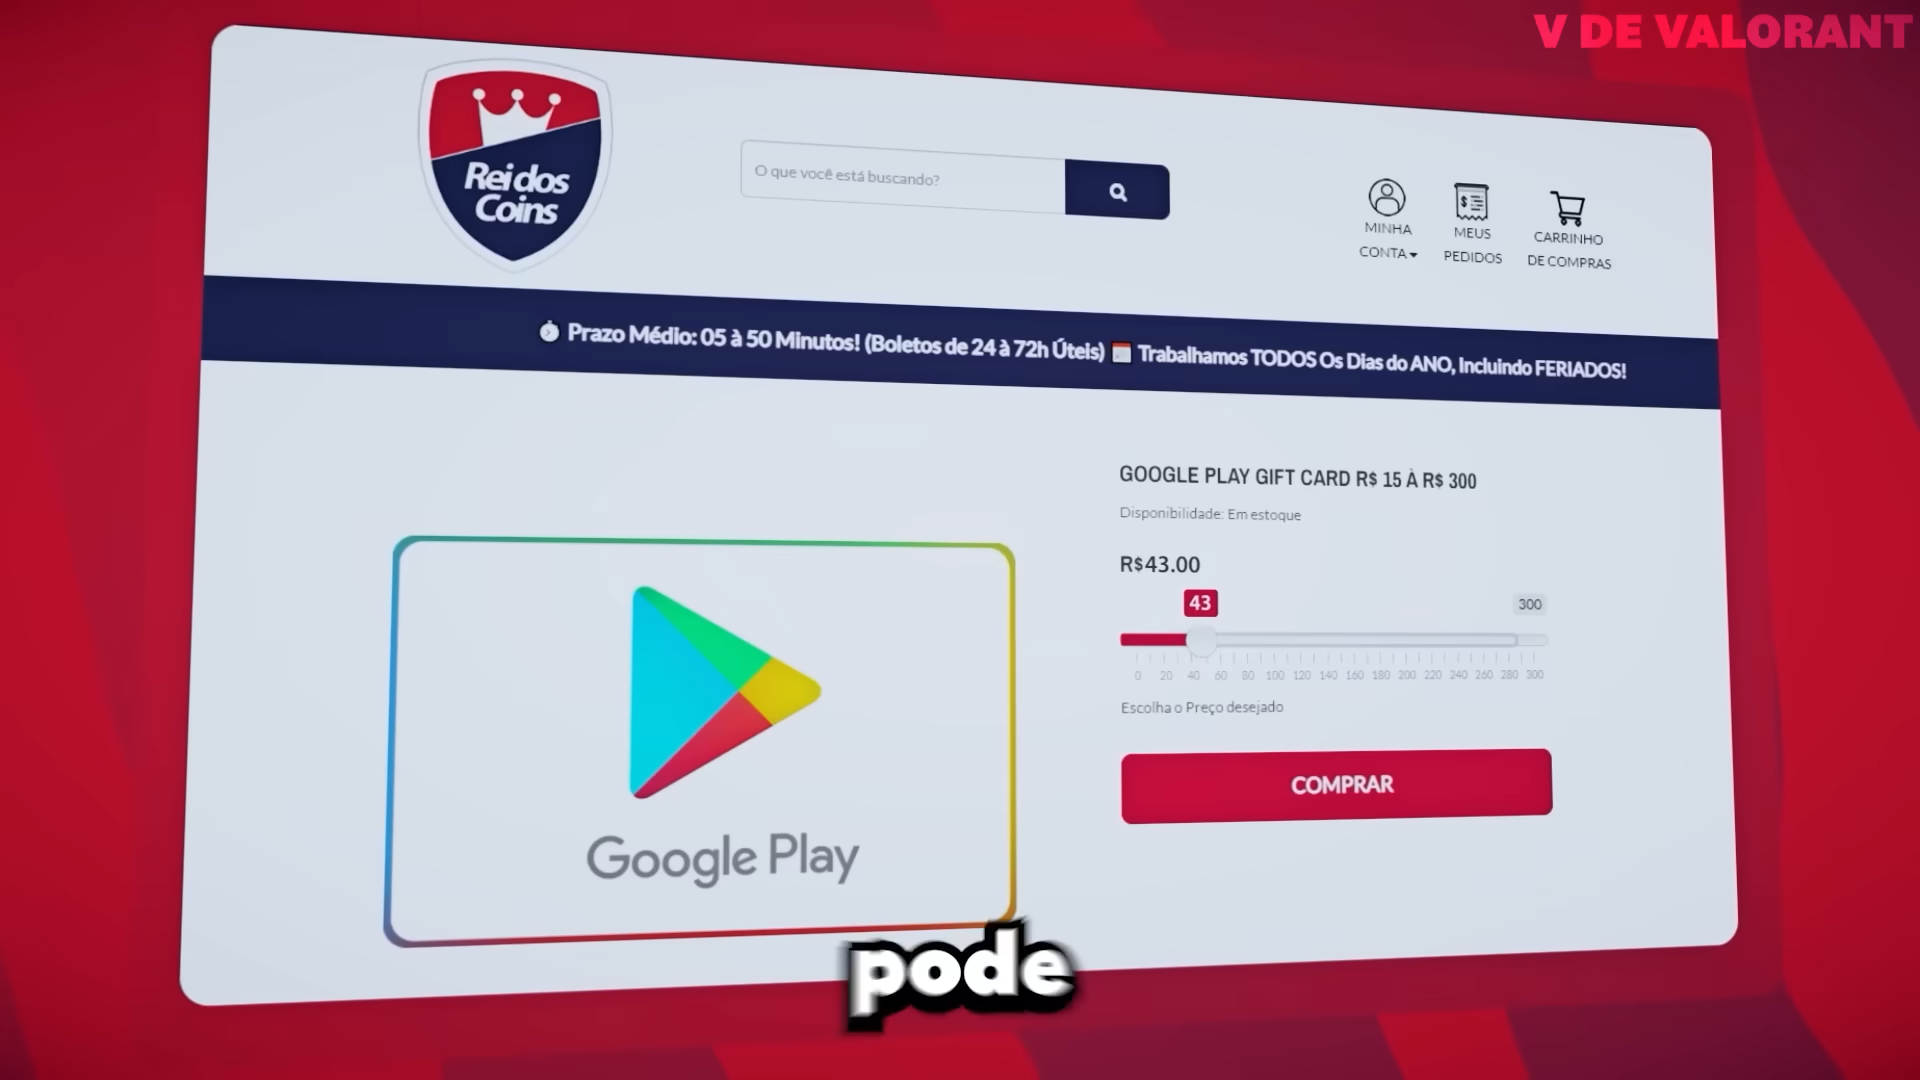 V DE VALORANT
Rei dos
Coins
O que você está buscando?
MINHA
CONTA
MEUS
PEDIDOS
CARRINHO
DE COMPRAS
Prazo Médio: 05 à 50 Minutos! (Boletos de 24 à 72h Úteis) Trabalhamos TODOS Os Dias do ANO, Incluindo FERIADOS!
GOOGLE PLAY GIFT CARD R$ 15 À R$ 300
Disponibilidade: Em estoque
R$43.00
43
300
0 20 40 60 80 100 120 140 160 180 200 220 240 260 280 300
Escolha o Preço desejado
COMPRAR
Google Play
pode